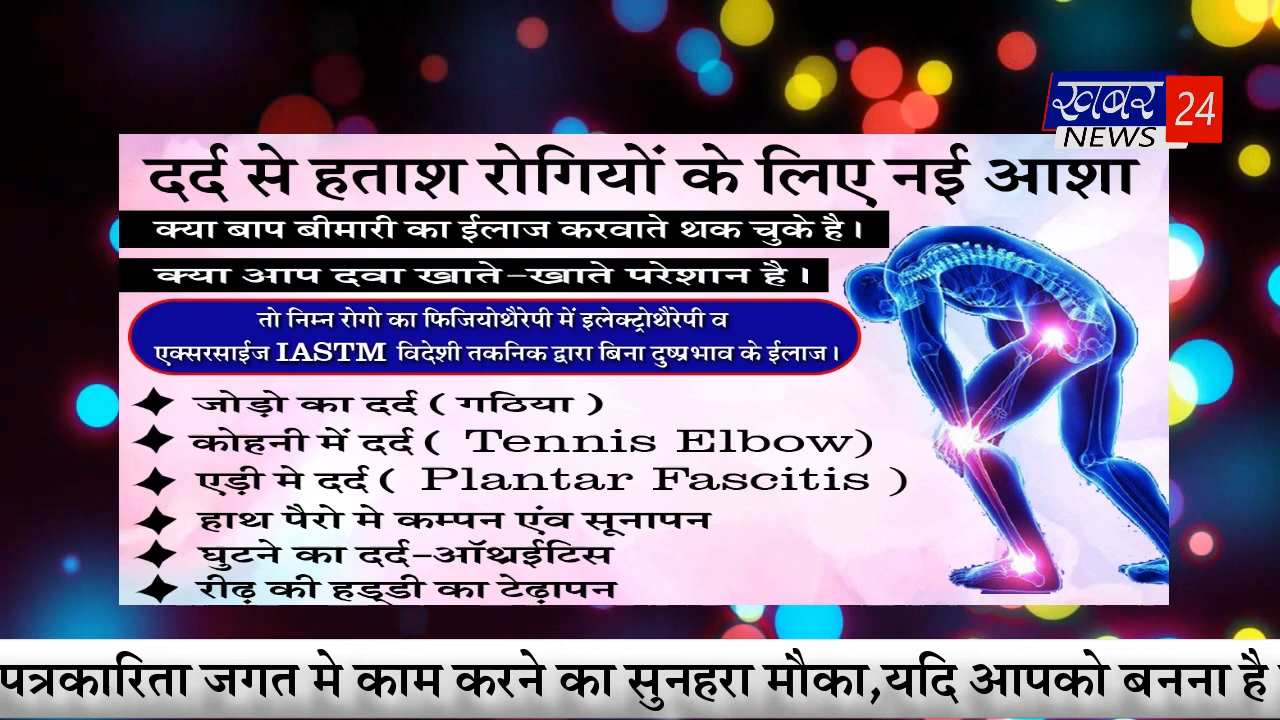 खबर 24
NEWS
दर्द से हताश रोगियों के लिए नई आशा
क्या बाप बीमारी का ईलाज करवाते थक चुके है।
क्या आप दवा खाते-खाते परेशान है।
तो निम्न रोगो का फिजियोथैरेपी में इलेक्ट्रोथैरेपी व
एक्सरसाईज IASTM विदेशी तकनिक द्वारा बिना दुष्प्रभाव के ईलाज।
जोड़ो का दर्द ( गठिया )
कोहनी में दर्द ( Tennis Elbow)
एड़ी मे दर्द ( Plantar Fascitis )
हाथ पैरो मे कम्पन एंव सूनापन
घुटने का दर्द-ऑथ्रईटिस
रीढ़ की हड्डी का टेढ़ापन
पत्रकारिता जगत मे काम करने का सुनहरा मौका,यदि आपको बनना है